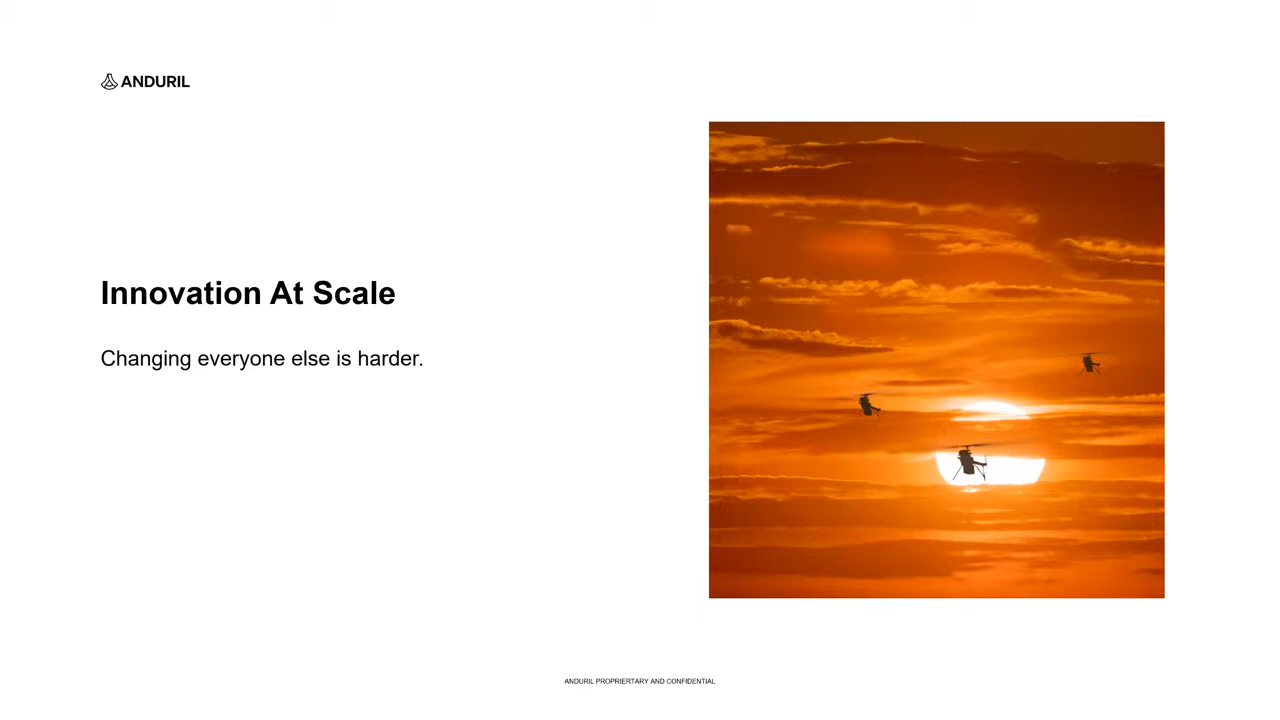 ANDURIL
Innovation At Scale
Changing everyone else is harder.
ANDURIL PROPRIERTARY AND CONFIDENTIAL